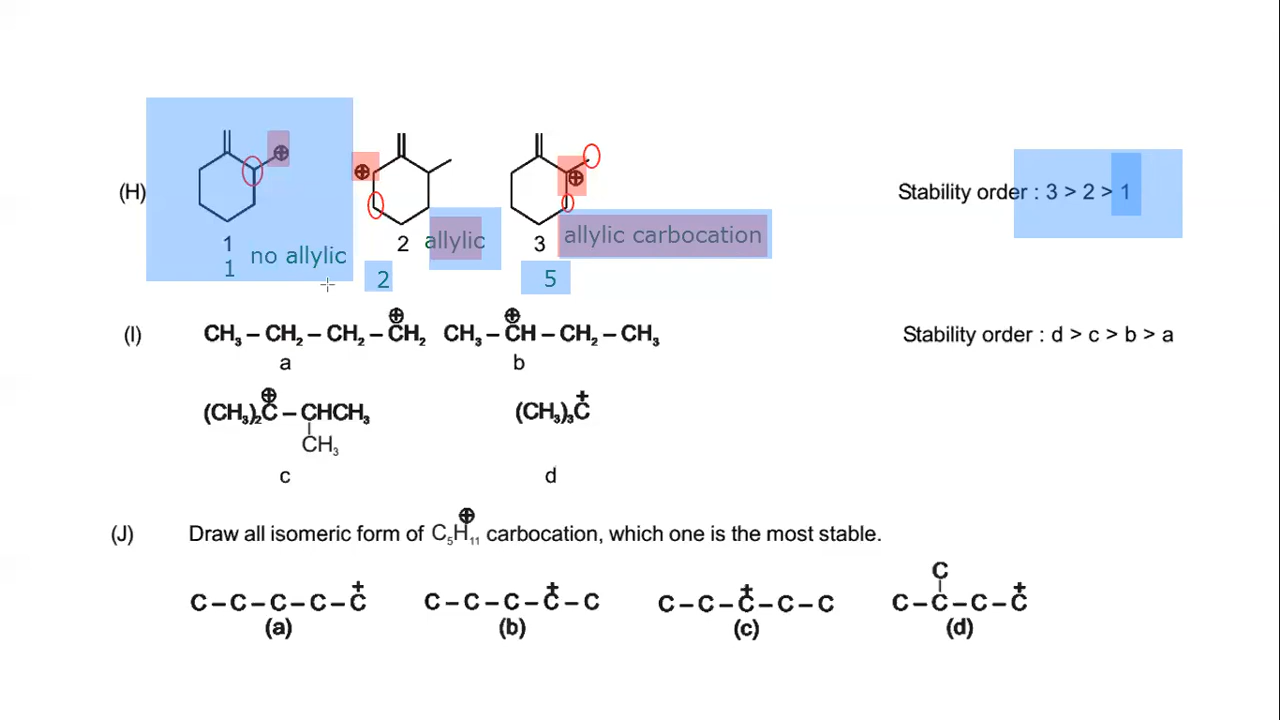 (H)
1 2 allylic 3 allylic carbocation Stability order : 3 > 2 > 1
1 no allylic 2 5
(I) CH₃ – CH₂ – CH₂ – C⊕H₂ CH₃ – C⊕H – CH₂ – CH₃ Stability order : d > c > b > a
a b
(CH₃)₂C⊕ – CHCH₃ (CH₃)₃C⁺
CH₃
c d
(J) Draw all isomeric form of C₅H₁₁⊕ carbocation, which one is the most stable.
C
C – C – C – C – C⁺ C – C – C – C⁺ – C C – C – C⁺ – C – C C – C – C – C⁺
(a) (b) (c) (d)